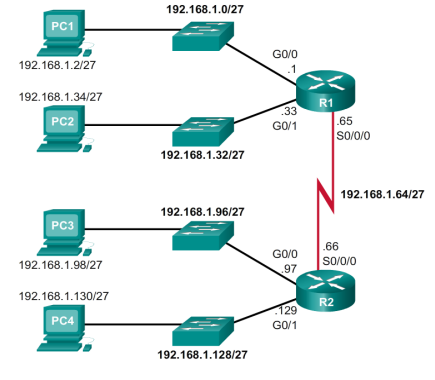 192.168.1.0/27
PC1
G0/0
192.168.1.2/27
.1
R1
192.168.1.34/27
PC2
.33
G0/1
.65
S0/0/0
192.168.1.32/27
192.168.1.64/27
192.168.1.96/27
PC3
G0/0
.66
S0/0/0
192.168.1.98/27
.97
R2
192.168.1.130/27
PC4
.129
G0/1
192.168.1.128/27